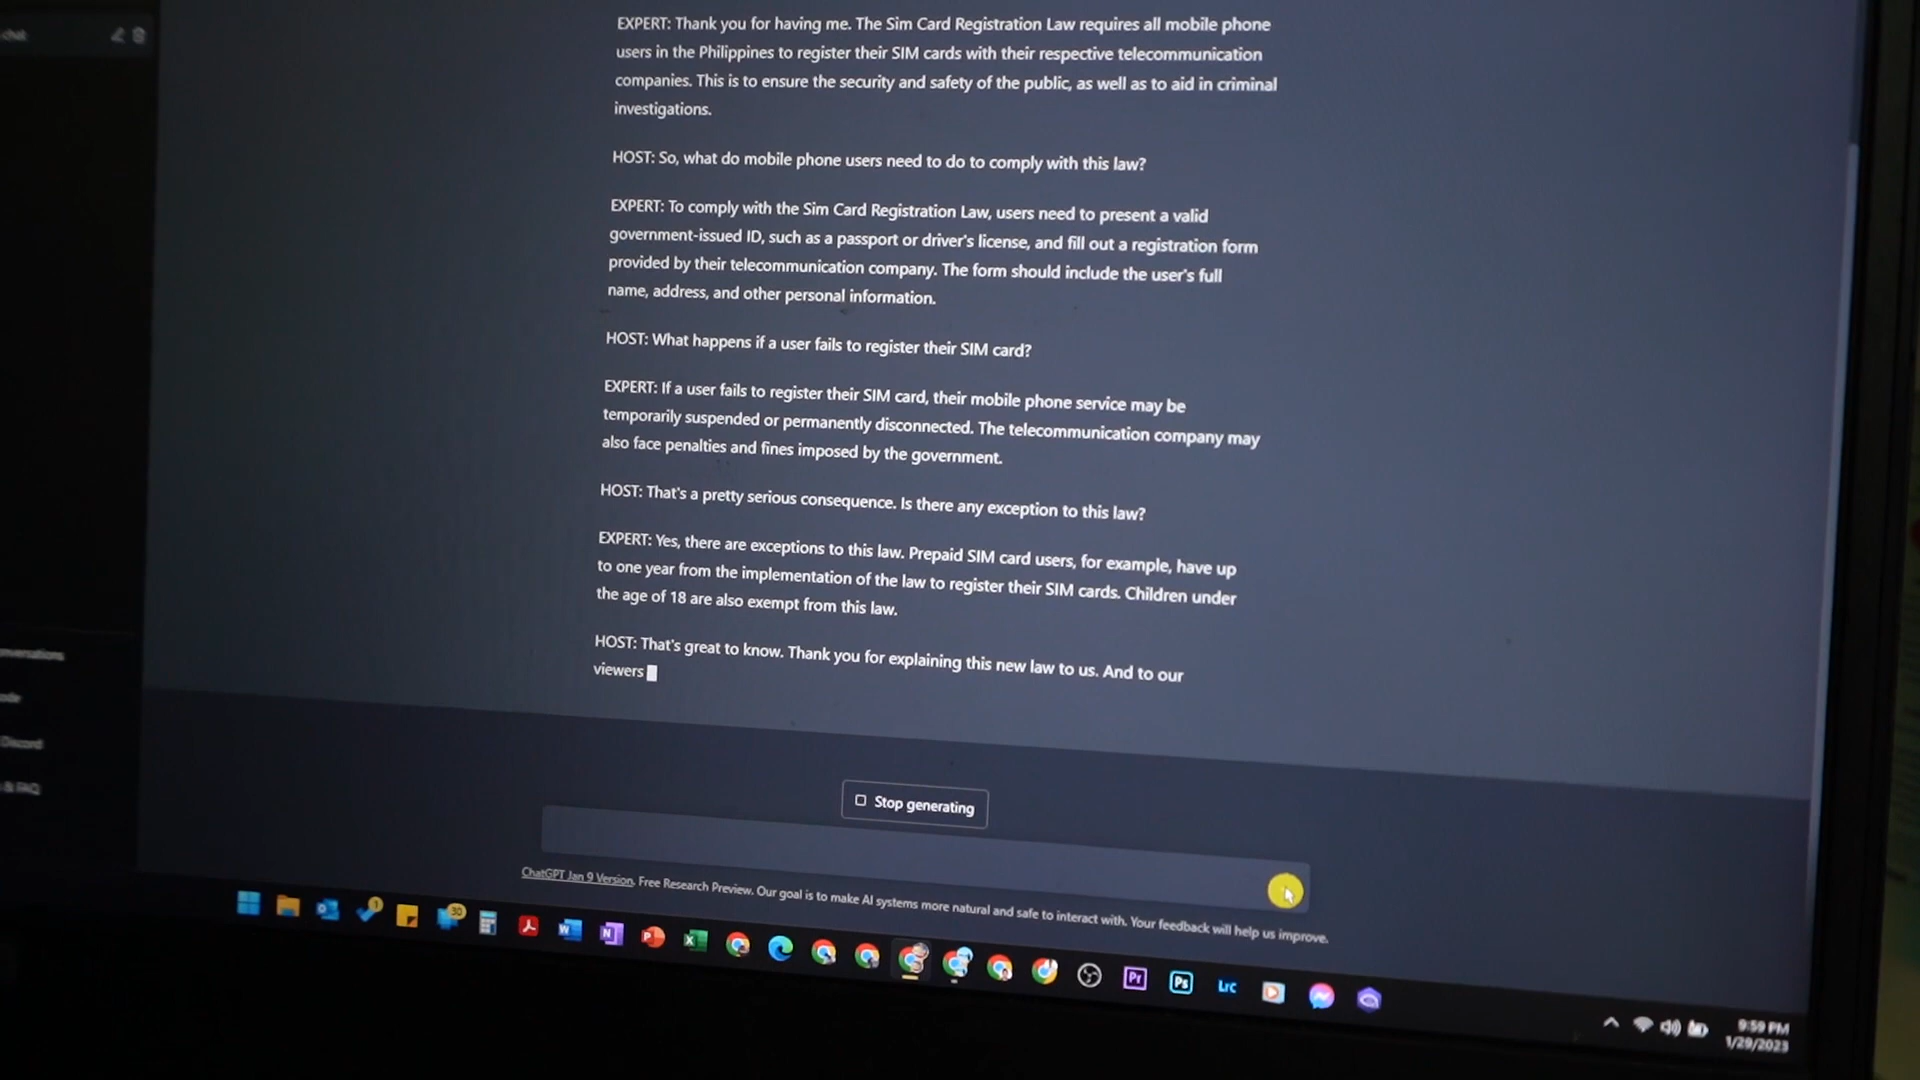 chat
EXPERT: Thank you for having me. The Sim Card Registration Law requires all mobile phone
users in the Philippines to register their SIM cards with their respective telecommunication
companies. This is to ensure the security and safety of the public, as well as to aid in criminal
investigations.
HOST: So, what do mobile phone users need to do to comply with this law?
EXPERT: To comply with the Sim Card Registration Law, users need to present a valid
government-issued ID, such as a passport or driver's license, and fill out a registration form
provided by their telecommunication company. The form should include the user's full
name, address, and other personal information.
HOST: What happens if a user fails to register their SIM card?
EXPERT: If a user fails to register their SIM card, their mobile phone service may be
temporarily suspended or permanently disconnected. The telecommunication company may
also face penalties and fines imposed by the government.
HOST: That's a pretty serious consequence. Is there any exception to this law?
EXPERT: Yes, there are exceptions to this law. Prepaid SIM card users, for example, have up
to one year from the implementation of the law to register their SIM cards. Children under
the age of 18 are also exempt from this law.
HOST: That's great to know. Thank you for explaining this new law to us. And to our
viewers
onversations
ode
Discord
& FAQ
Stop generating
ChatGPT Jan 9 Version. Free Research Preview. Our goal is to make AI systems more natural and safe to interact with. Your feedback will help us improve.
1
30
W
N
P
X
Pr
Ps
Lrc
9:59 PM
1/29/2023